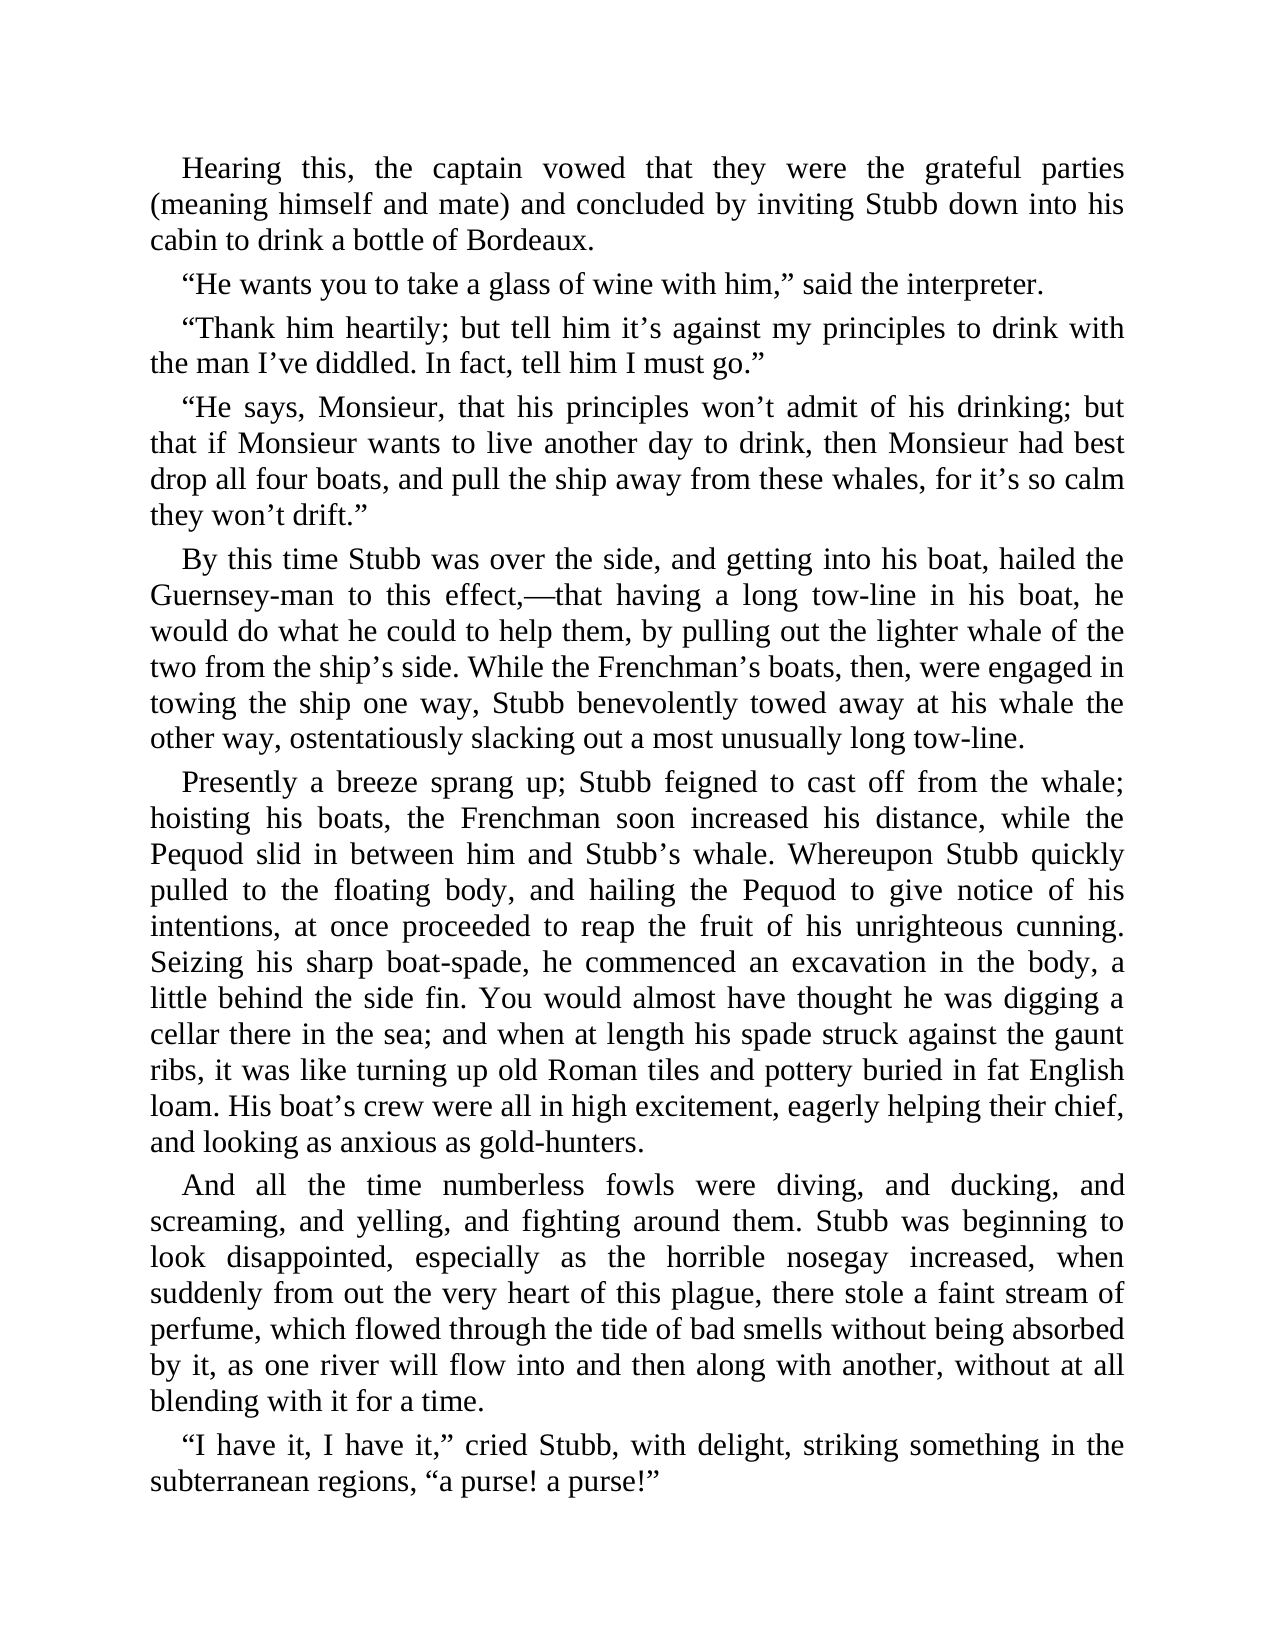 Hearing this, the captain vowed that they were the grateful parties
(meaning himself and mate) and concluded by inviting Stubb down into his
cabin to drink a bottle of Bordeaux.
“He wants you to take a glass of wine with him,” said the interpreter.
“Thank him heartily; but tell him it’s against my principles to drink with
the man I’ve diddled. In fact, tell him I must go.”
“He says, Monsieur, that his principles won’t admit of his drinking; but
that if Monsieur wants to live another day to drink, then Monsieur had best
drop all four boats, and pull the ship away from these whales, for it’s so calm
they won’t drift.”
By this time Stubb was over the side, and getting into his boat, hailed the
Guernsey-man to this effect,—that having a long tow-line in his boat, he
would do what he could to help them, by pulling out the lighter whale of the
two from the ship’s side. While the Frenchman’s boats, then, were engaged in
towing the ship one way, Stubb benevolently towed away at his whale the
other way, ostentatiously slacking out a most unusually long tow-line.
Presently a breeze sprang up; Stubb feigned to cast off from the whale;
hoisting his boats, the Frenchman soon increased his distance, while the
Pequod slid in between him and Stubb’s whale. Whereupon Stubb quickly
pulled to the floating body, and hailing the Pequod to give notice of his
intentions, at once proceeded to reap the fruit of his unrighteous cunning.
Seizing his sharp boat-spade, he commenced an excavation in the body, a
little behind the side fin. You would almost have thought he was digging a
cellar there in the sea; and when at length his spade struck against the gaunt
ribs, it was like turning up old Roman tiles and pottery buried in fat English
loam. His boat’s crew were all in high excitement, eagerly helping their chief,
and looking as anxious as gold-hunters.
And all the time numberless fowls were diving, and ducking, and
screaming, and yelling, and fighting around them. Stubb was beginning to
look disappointed, especially as the horrible nosegay increased, when
suddenly from out the very heart of this plague, there stole a faint stream of
perfume, which flowed through the tide of bad smells without being absorbed
by it, as one river will flow into and then along with another, without at all
blending with it for a time.
“I have it, I have it,” cried Stubb, with delight, striking something in the
subterranean regions, “a purse! a purse!”